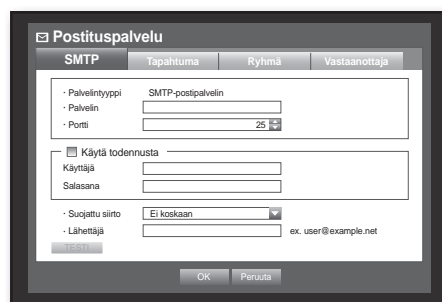 Postituspalvelu
SMTP Tapahtuma Ryhmä Vastaanottaja
· Palvelintyyppi SMTP-postipalvelin
· Palvelin
· Portti 25
Käytä todennusta
Käyttäjä
Salasana
· Suojattu siirto Ei koskaan
· Lähettäjä ex. user@example.net
TESTI
OK Peruuta